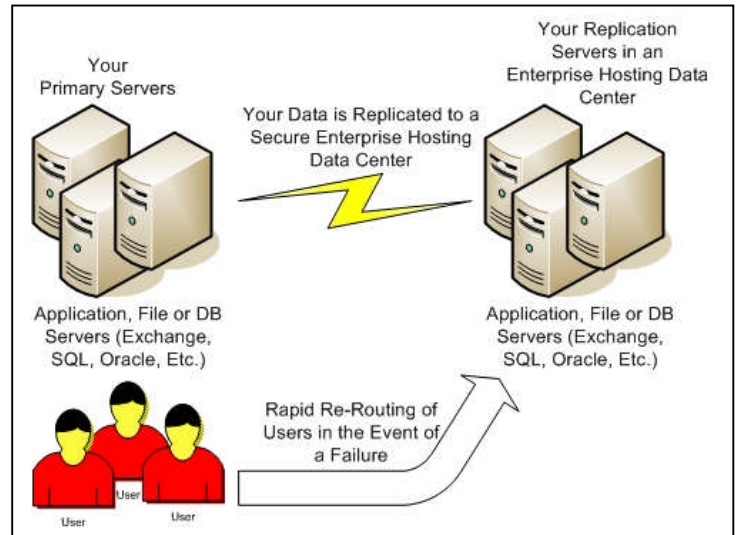 Your
Primary Servers
Your Replication
Servers in an
Enterprise Hosting Data
Center
Your Data is Replicated to a
Secure Enterprise Hosting
Data Center
Application, File or DB
Servers (Exchange,
SQL, Oracle, Etc.)
Application, File or DB
Servers (Exchange,
SQL, Oracle, Etc.)
Rapid Re-Routing of
Users in the Event of
a Failure
User
User
User